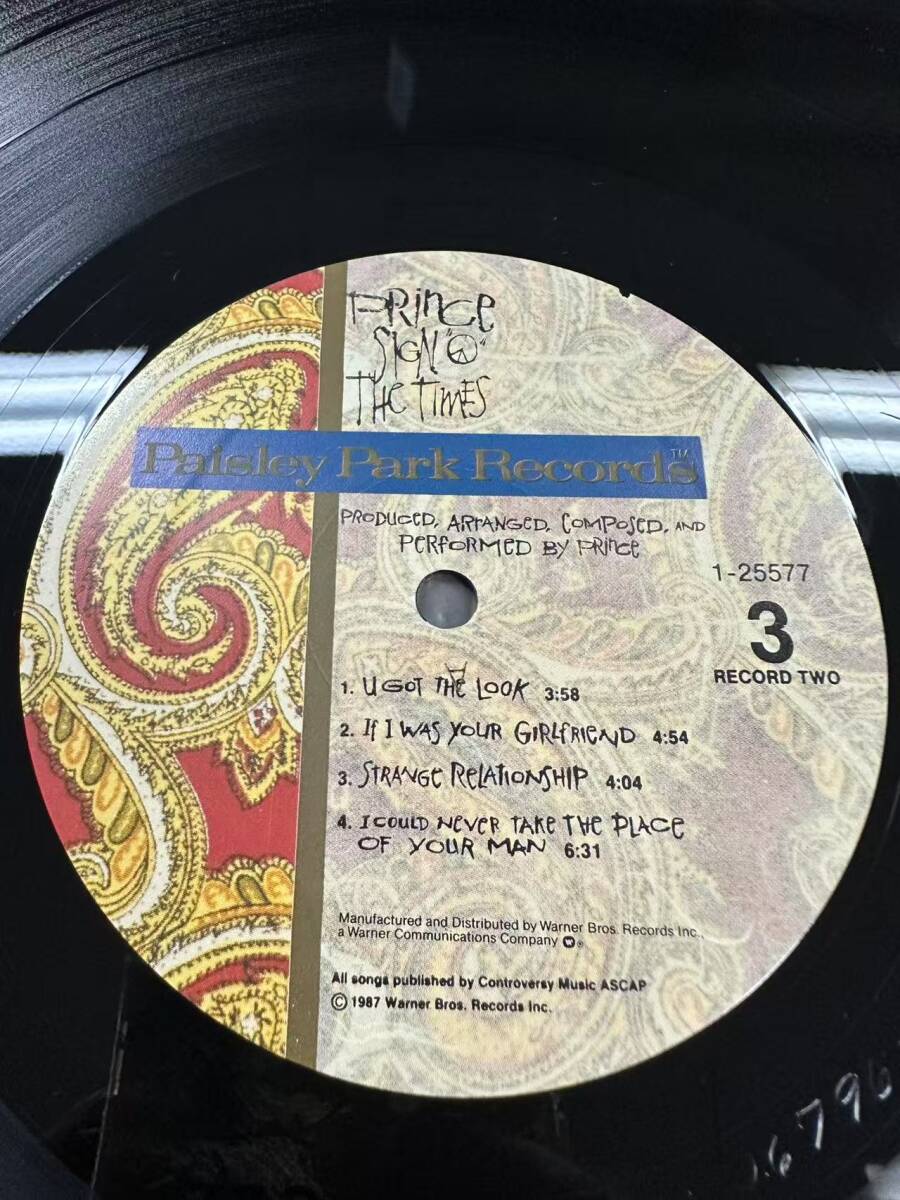 PRINCE
SIGN "☮"
THE TIMES
Paisley Park Records™
PRODUCED, ARRANGED, COMPOSED, AND
PERFORMED BY PRINCE
1-25577
3
RECORD TWO
1. U GOT THE LOOK 3:58
2. If I WAS YOUR GIRLFRIEND 4:54
3. STRANGE RELATIONSHIP 4:04
4. I COULD NEVER TAKE THE PLACE
OF YOUR MAN 6:31
Manufactured and Distributed by Warner Bros. Records Inc.,
a Warner Communications Company W®
All songs published by Controversy Music ASCAP
© 1987 Warner Bros. Records Inc.